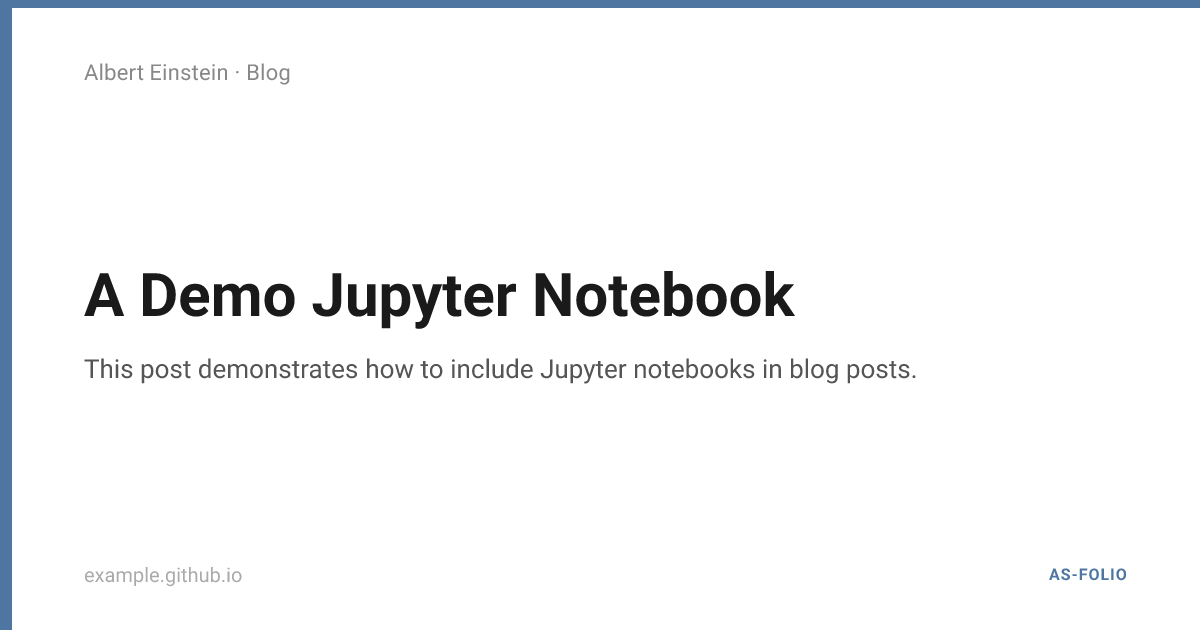 Albert Einstein · Blog
A Demo Jupyter Notebook
This post demonstrates how to include Jupyter notebooks in blog posts.
example.github.io
AS-FOLIO